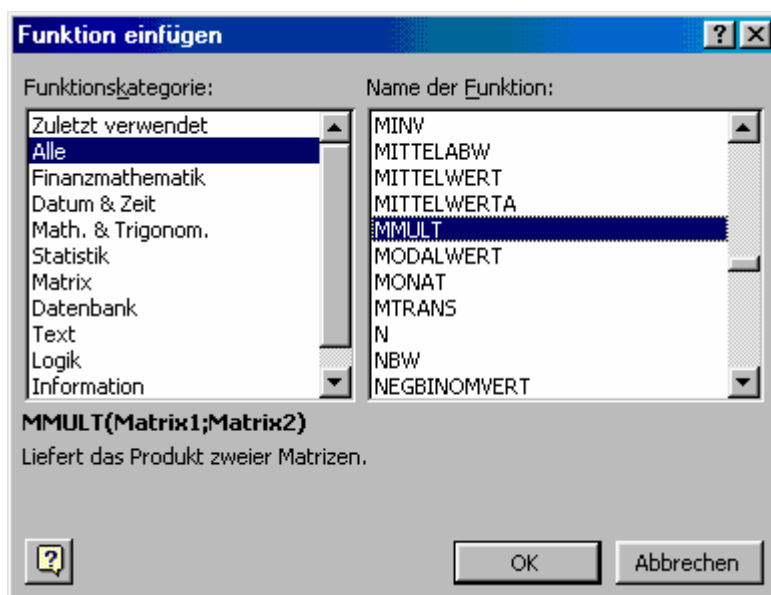 Funktion einfügen
Funktionskategorie:
Zuletzt verwendet
Alle
Finanzmathematik
Datum & Zeit
Math. & Trigonom.
Statistik
Matrix
Datenbank
Text
Logik
Information
Name der Funktion:
MINV
MITTELABW
MITTELWERT
MITTELWERTA
MMULT
MODALWERT
MONAT
MTRANS
N
NBW
NEGBINOMVERT
MMULT(Matrix1;Matrix2)
Liefert das Produkt zweier Matrizen.
OK
Abbrechen